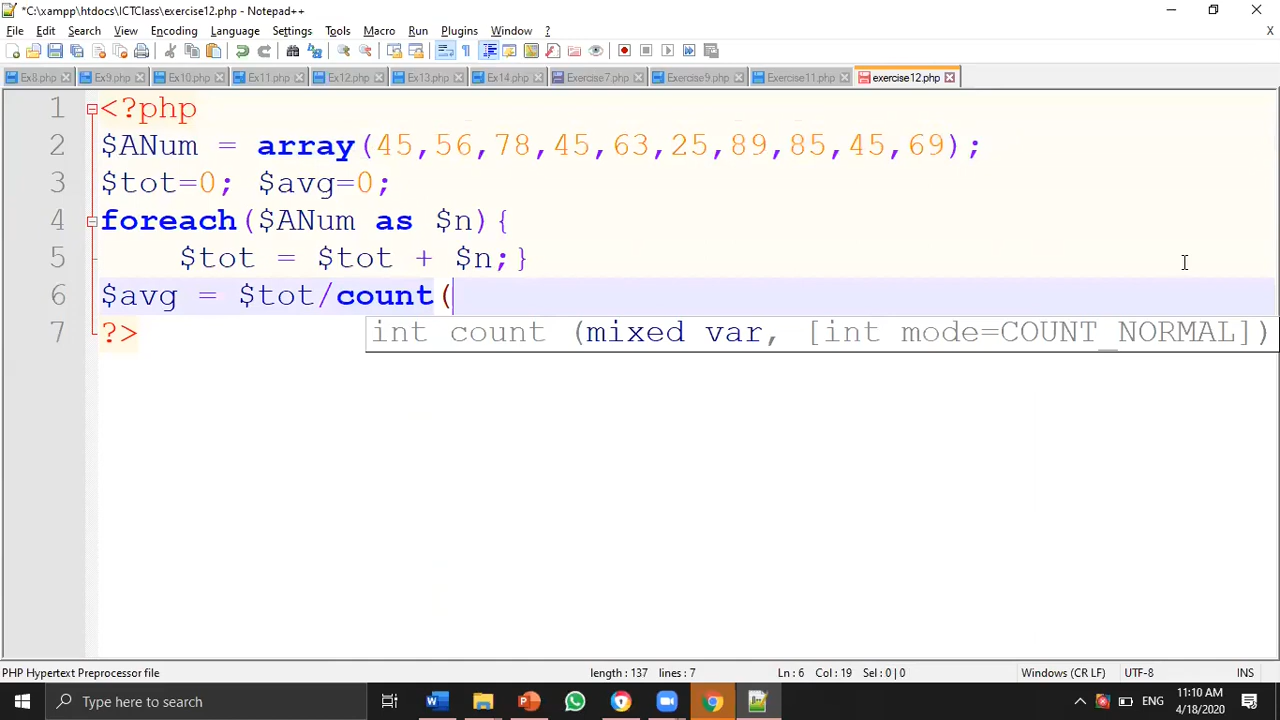 *C:\xampp\htdocs\ICTClass\exercise12.php - Notepad++
File Edit Search View Encoding Language Settings Tools Macro Run Plugins Window ? X
Ex8.php Ex9.php Ex10.php Ex11.php Ex12.php Ex13.php Ex14.php Exercise7.php Exercise9.php Exercise11.php exercise12.php
1 <?php
2 $ANum = array(45,56,78,45,63,25,89,85,45,69);
3 $tot=0; $avg=0;
4 foreach($ANum as $n){
5 $tot = $tot + $n;}
6 $avg = $tot/count(
7 ?>
int count (mixed var, [int mode=COUNT_NORMAL])
PHP Hypertext Preprocessor file length : 137 lines : 7 Ln : 6 Col : 19 Sel : 0 | 0 Windows (CR LF) UTF-8 INS
Type here to search
ENG
11:10 AM
4/18/2020